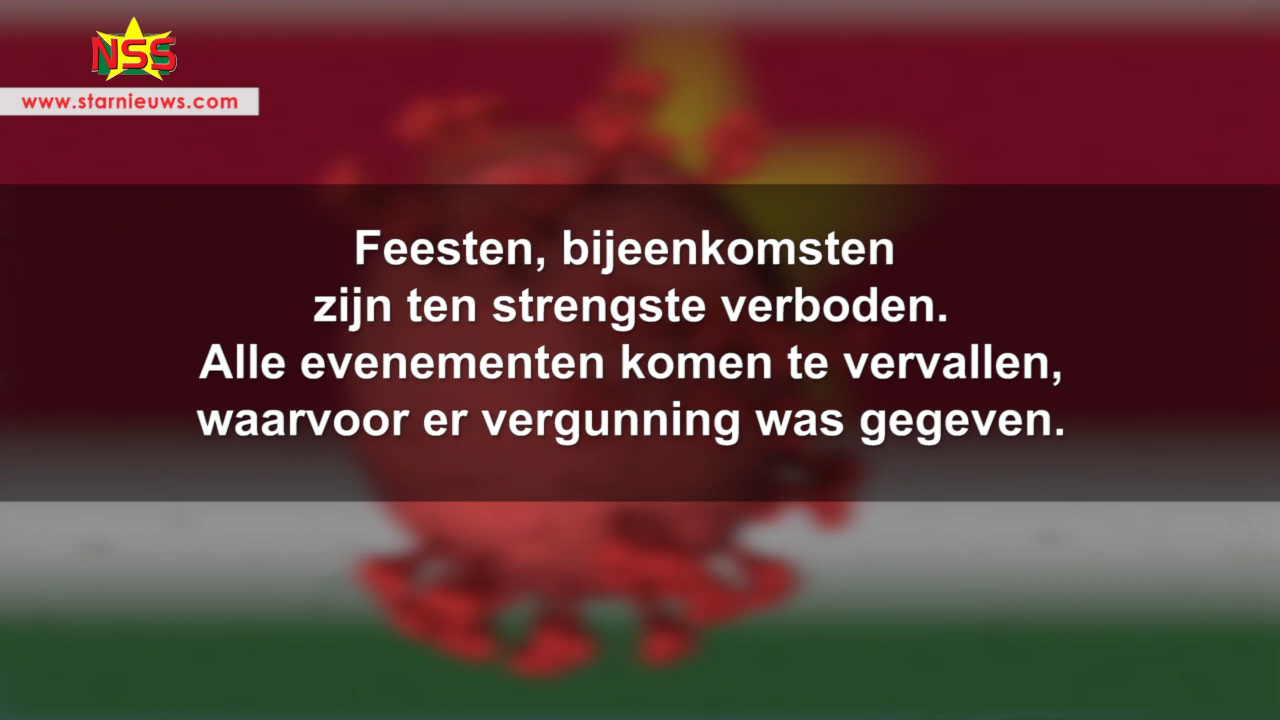 NSS
www.starnieuws.com
Feesten, bijeenkomsten
zijn ten strengste verboden.
Alle evenementen komen te vervallen,
waarvoor er vergunning was gegeven.